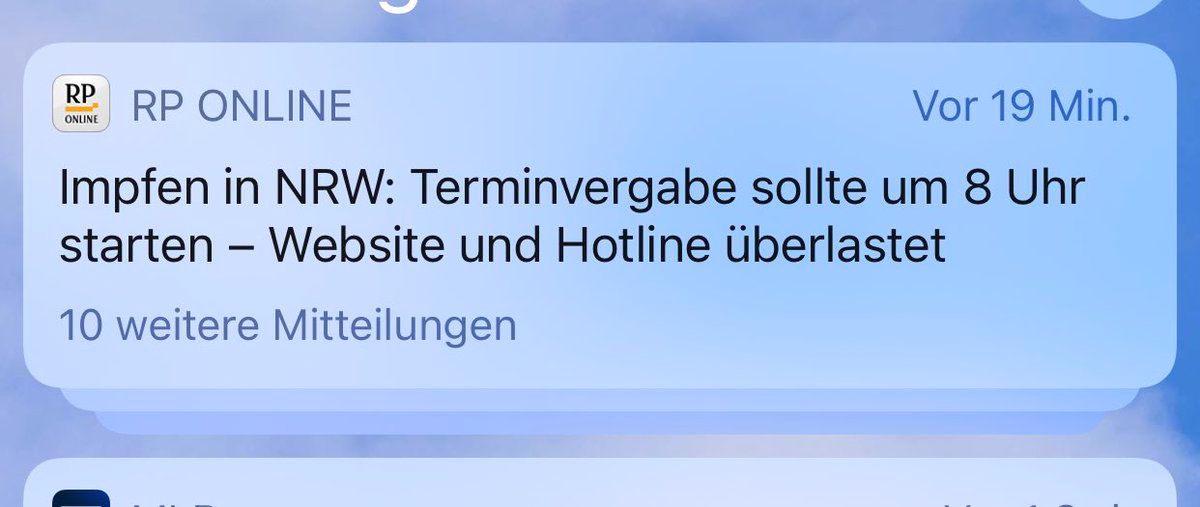 RP
ONLINE
RP ONLINE
Vor 19 Min.
Impfen in NRW: Terminvergabe sollte um 8 Uhr
starten – Website und Hotline überlastet
10 weitere Mitteilungen